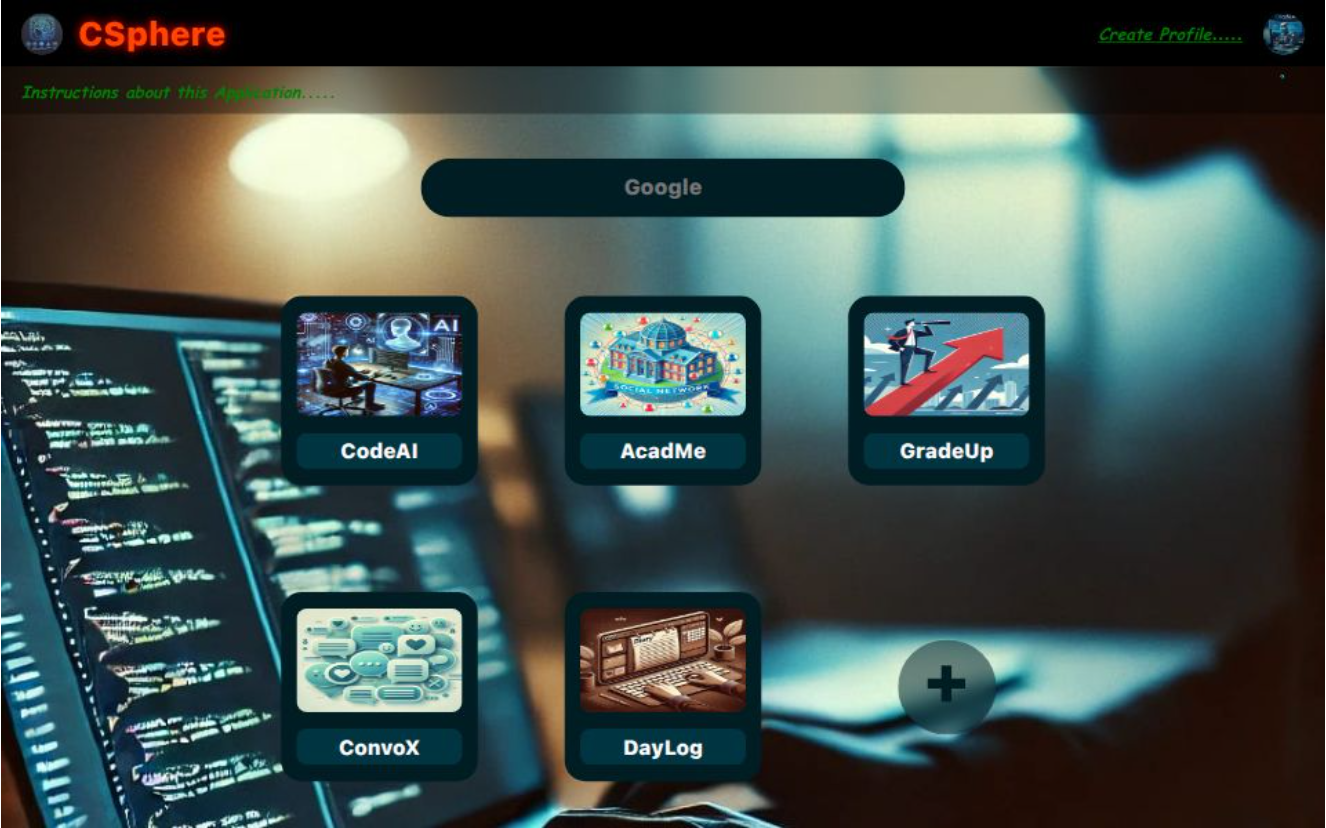 CSphere
Create Profile.....
Instructions about this Application.....
Google
AI
SOCIAL NETWORK
CodeAI
AcadMe
GradeUp
Diary
ConvoX
DayLog